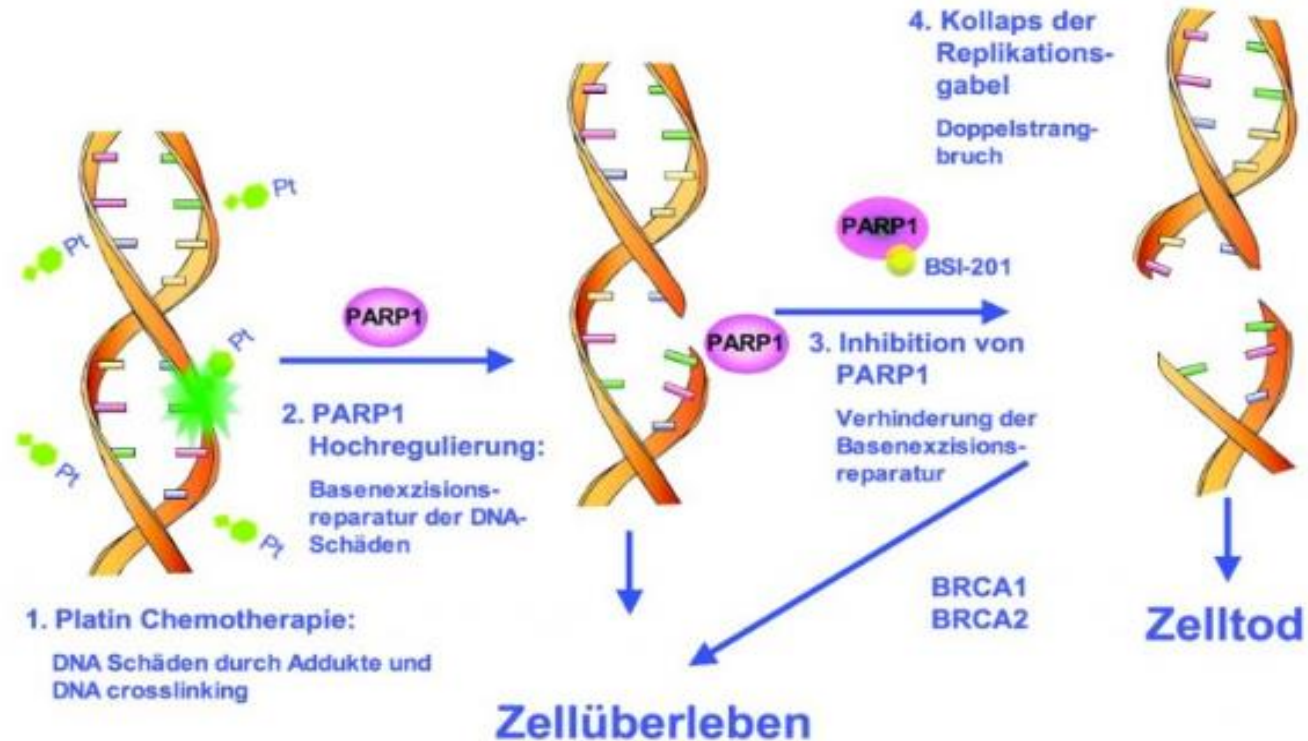 Pt
Pt
Pt
Pt
Pt
1. Platin Chemotherapie:
DNA Schäden durch Addukte und
DNA crosslinking
PARP1
2. PARP1
Hochregulierung:
Basenexzisions-
reparatur der DNA-
Schäden
PARP1
PARP1
BSI-201
3. Inhibition von
PARP1
Verhinderung der
Basenexzisions-
reparatur
4. Kollaps der
Replikations-
gabel
Doppelstrang-
bruch
BRCA1
BRCA2
Zelltod
Zellüberleben